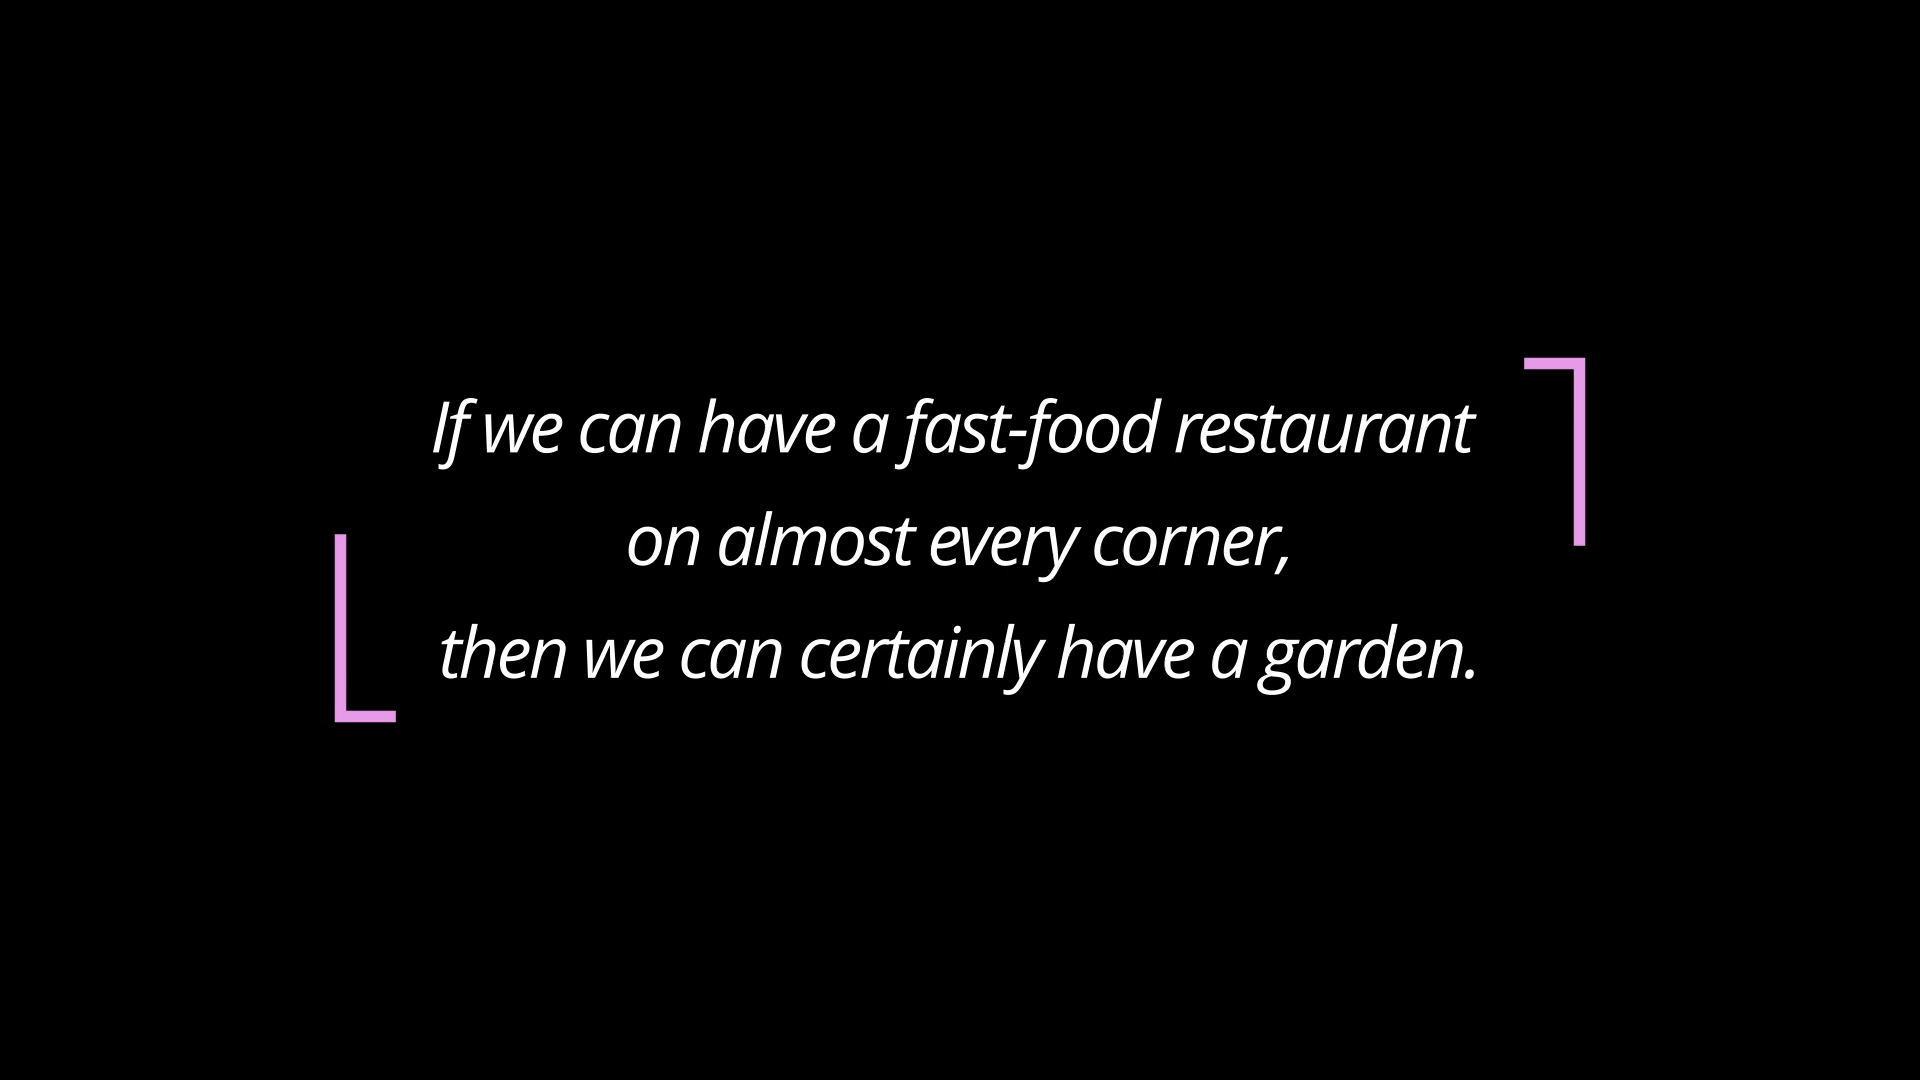 If we can have a fast-food restaurant
on almost every corner,
then we can certainly have a garden.